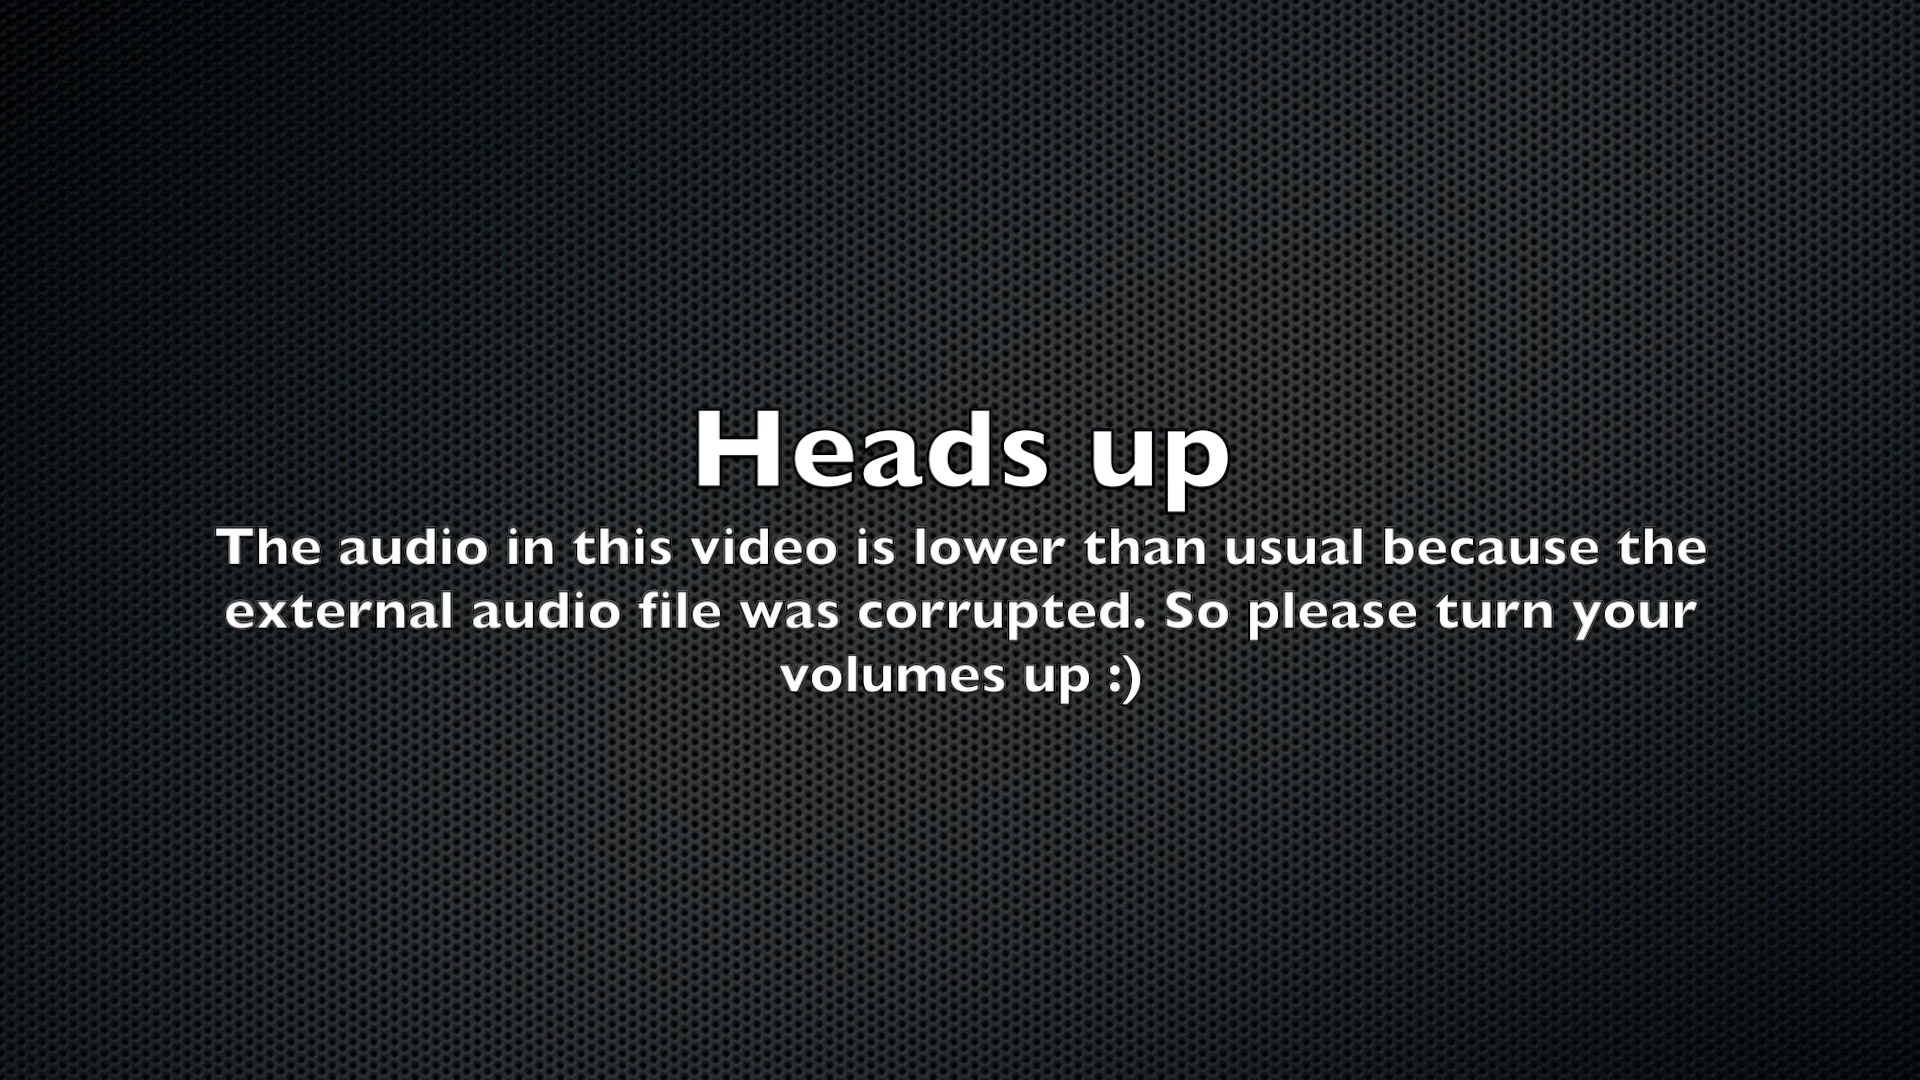 Heads up
The audio in this video is lower than usual because the
external audio file was corrupted. So please turn your
volumes up :)